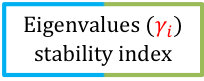 Eigenvalues (γᵢ)
stability index